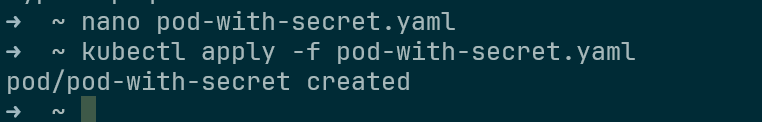 ➜  ~ nano pod-with-secret.yaml
➜  ~ kubectl apply -f pod-with-secret.yaml
pod/pod-with-secret created
➜  ~